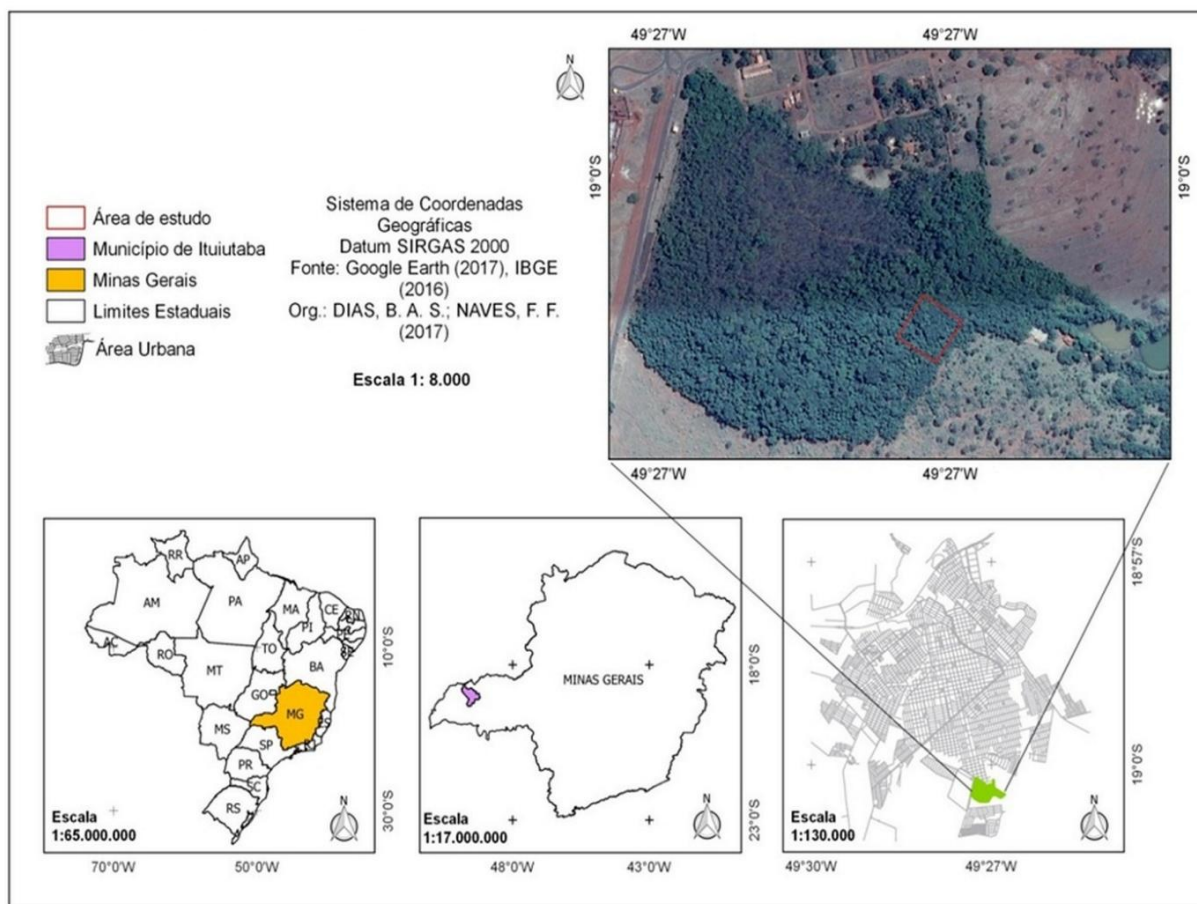 49°27'W
49°27'W
N
19°0'S
19°0'S
Área de estudo
Município de Ituiutaba
Minas Gerais
Limites Estaduais
Área Urbana
Sistema de Coordenadas
Geográficas
Datum SIRGAS 2000
Fonte: Google Earth (2017), IBGE
(2016)
Org.: DIAS, B. A. S.; NAVES, F. F.
(2017)
Escala 1: 8.000
49°27'W
49°27'W
RR
AP
AM
PA
MA
CE
RN
PI
AC
TO
RO
BA
MT
GO
MG
ES
MS
SP
RJ
PR
SC
RS
Escala
1:65.000.000
N
10°0'S
30°0'S
70°0'W
50°0'W
MINAS GERAIS
Escala
1:17.000.000
N
18°0'S
23°0'S
48°0'W
43°0'W
Escala
1:130.000
N
18°57'S
19°0'S
49°30'W
49°27'W